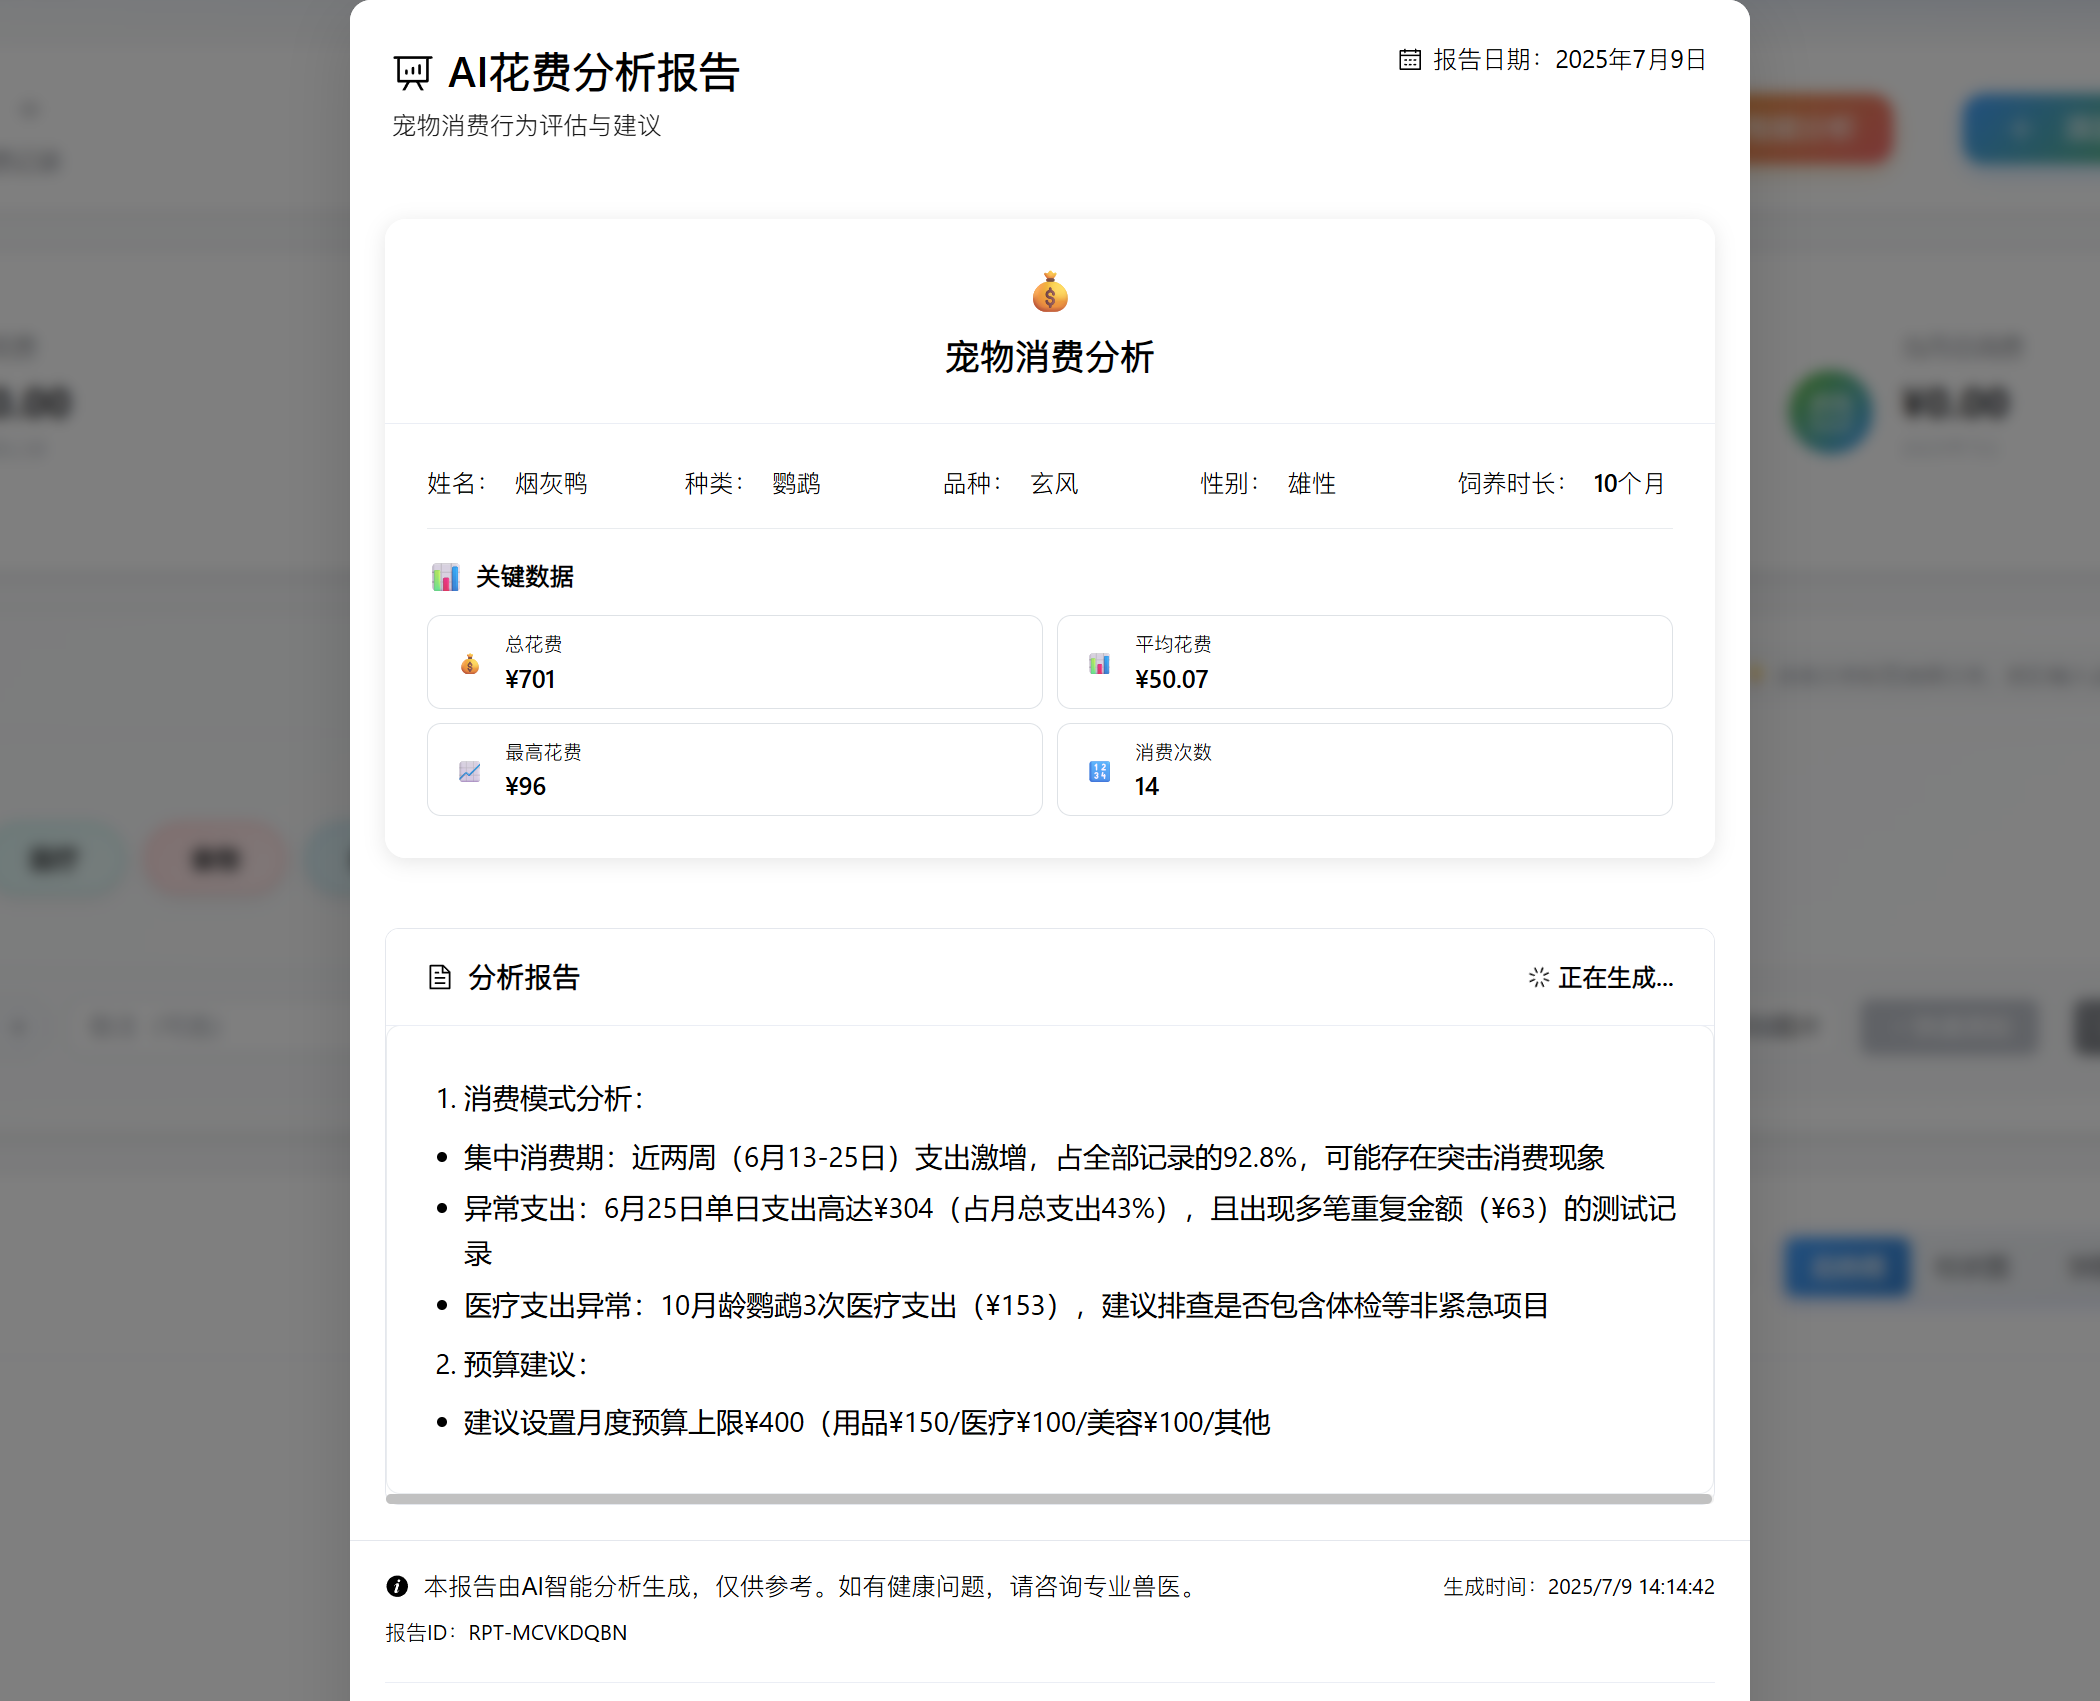 AI花费分析报告
报告日期：2025年7月9日
宠物消费行为评估与建议
宠物消费分析
姓名： 烟灰鸭 种类： 鹦鹉 品种： 玄风 性别： 雄性 饲养时长： 10个月
关键数据
总花费
¥701
平均花费
¥50.07
最高花费
¥96
消费次数
14
分析报告
正在生成...
1. 消费模式分析：
• 集中消费期：近两周（6月13-25日）支出激增，占全部记录的92.8%，可能存在突击消费现象
• 异常支出：6月25日单日支出高达¥304（占月总支出43%），且出现多笔重复金额（¥63）的测试记
录
• 医疗支出异常：10月龄鹦鹉3次医疗支出（¥153），建议排查是否包含体检等非紧急项目
2. 预算建议：
• 建议设置月度预算上限¥400（用品¥150/医疗¥100/美容¥100/其他
本报告由AI智能分析生成，仅供参考。如有健康问题，请咨询专业兽医。
生成时间：2025/7/9 14:14:42
报告ID：RPT-MCVKDQBN
¥0.00